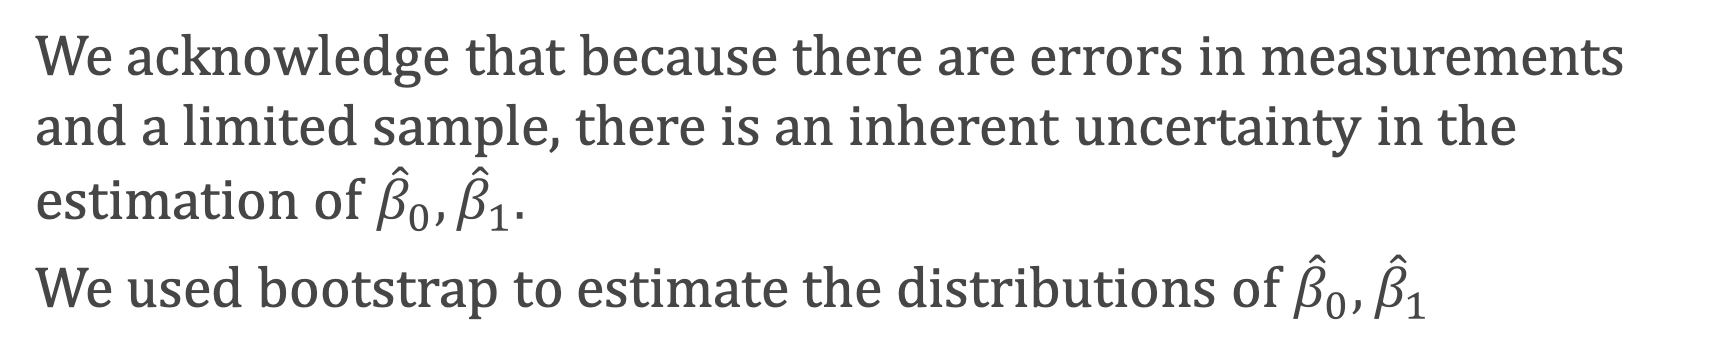 We acknowledge that because there are errors in measurements
and a limited sample, there is an inherent uncertainty in the
estimation of β̂₀, β̂₁.
We used bootstrap to estimate the distributions of β̂₀, β̂₁